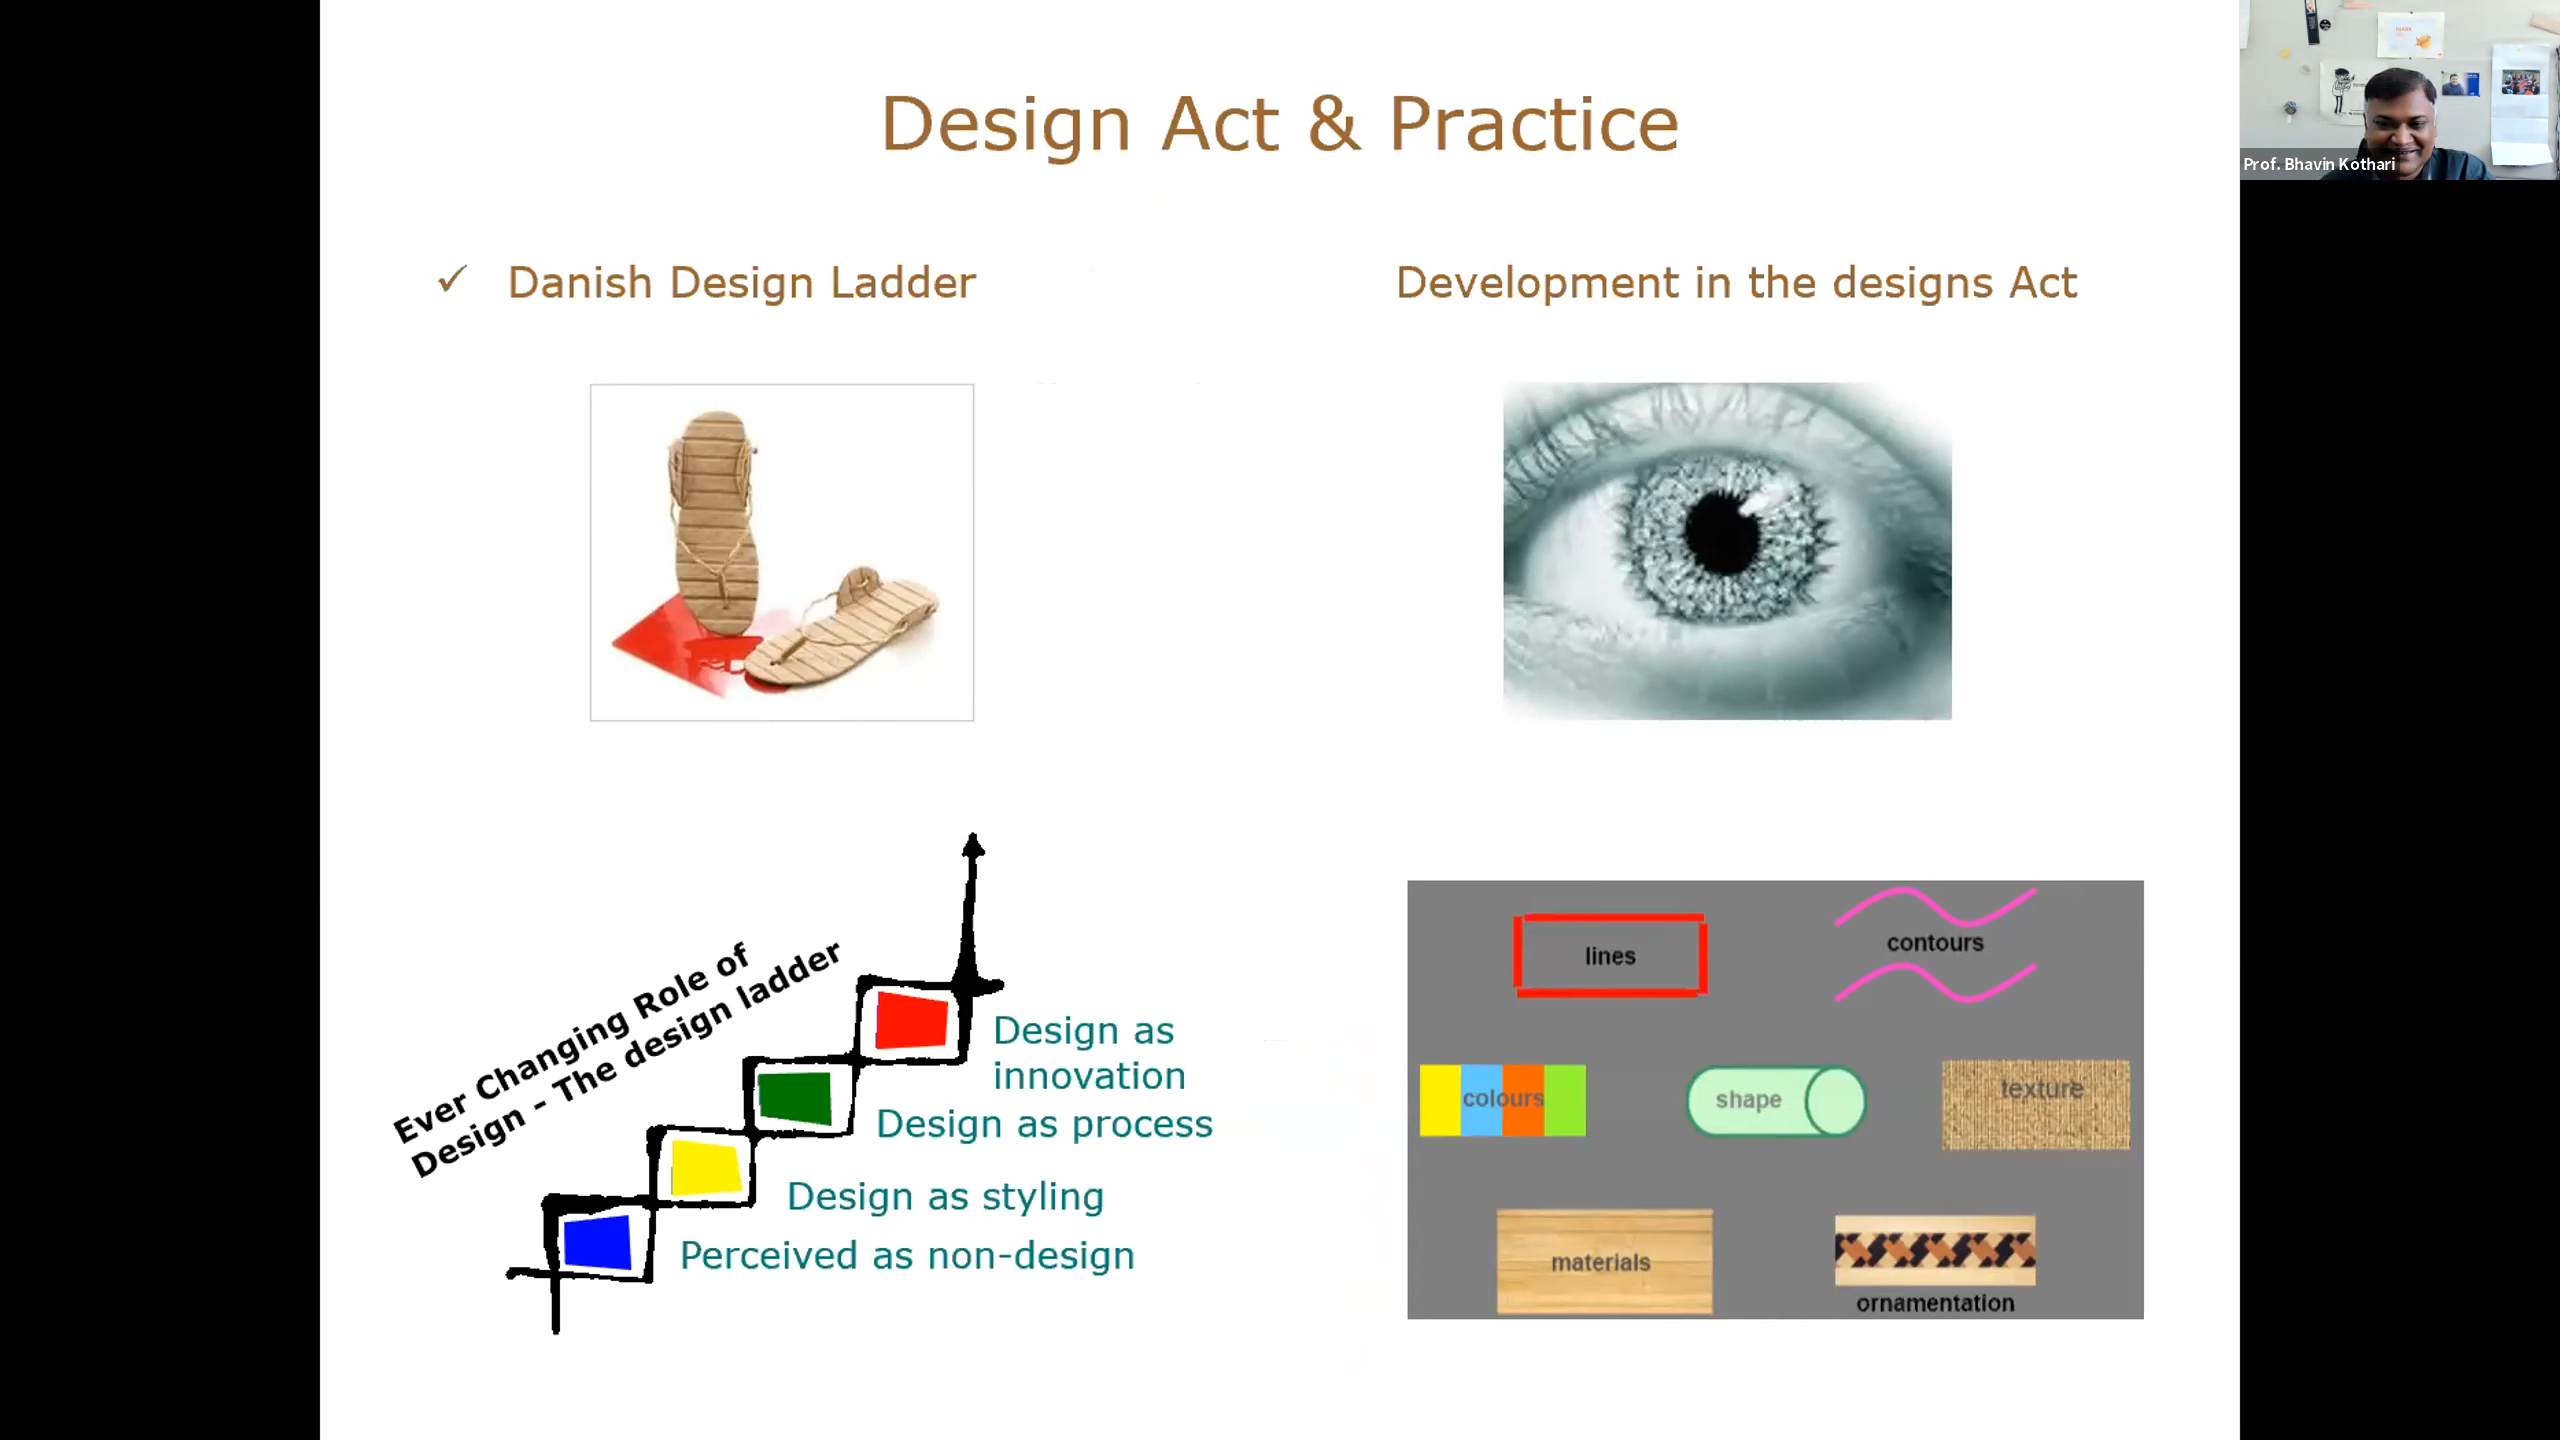 Design Act & Practice
Prof. Bhavin Kothari
✓ Danish Design Ladder
Development in the designs Act
Ever Changing Role of
Design - The design ladder
Design as
innovation
Design as process
Design as styling
Perceived as non-design
lines
contours
colours
shape
texture
materials
ornamentation